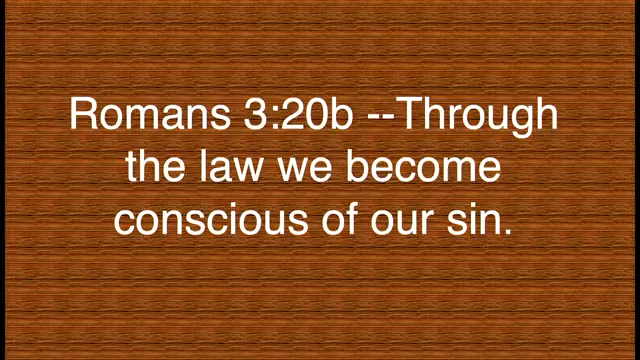 Romans 3:20b --Through
the law we become
conscious of our sin.